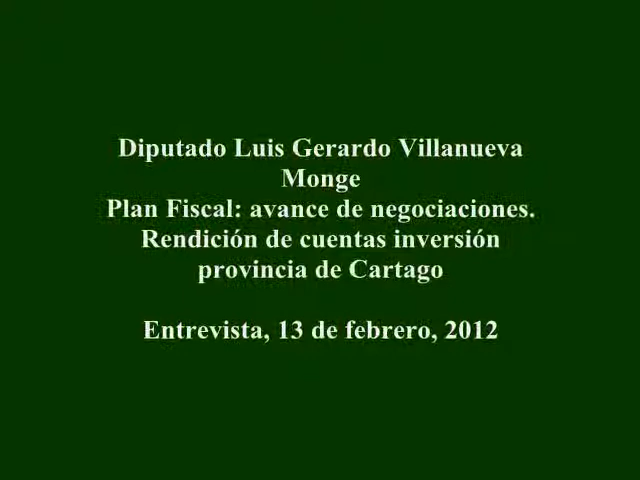 Diputado Luis Gerardo Villanueva
Monge
Plan Fiscal: avance de negociaciones.
Rendición de cuentas inversión
provincia de Cartago
Entrevista, 13 de febrero, 2012